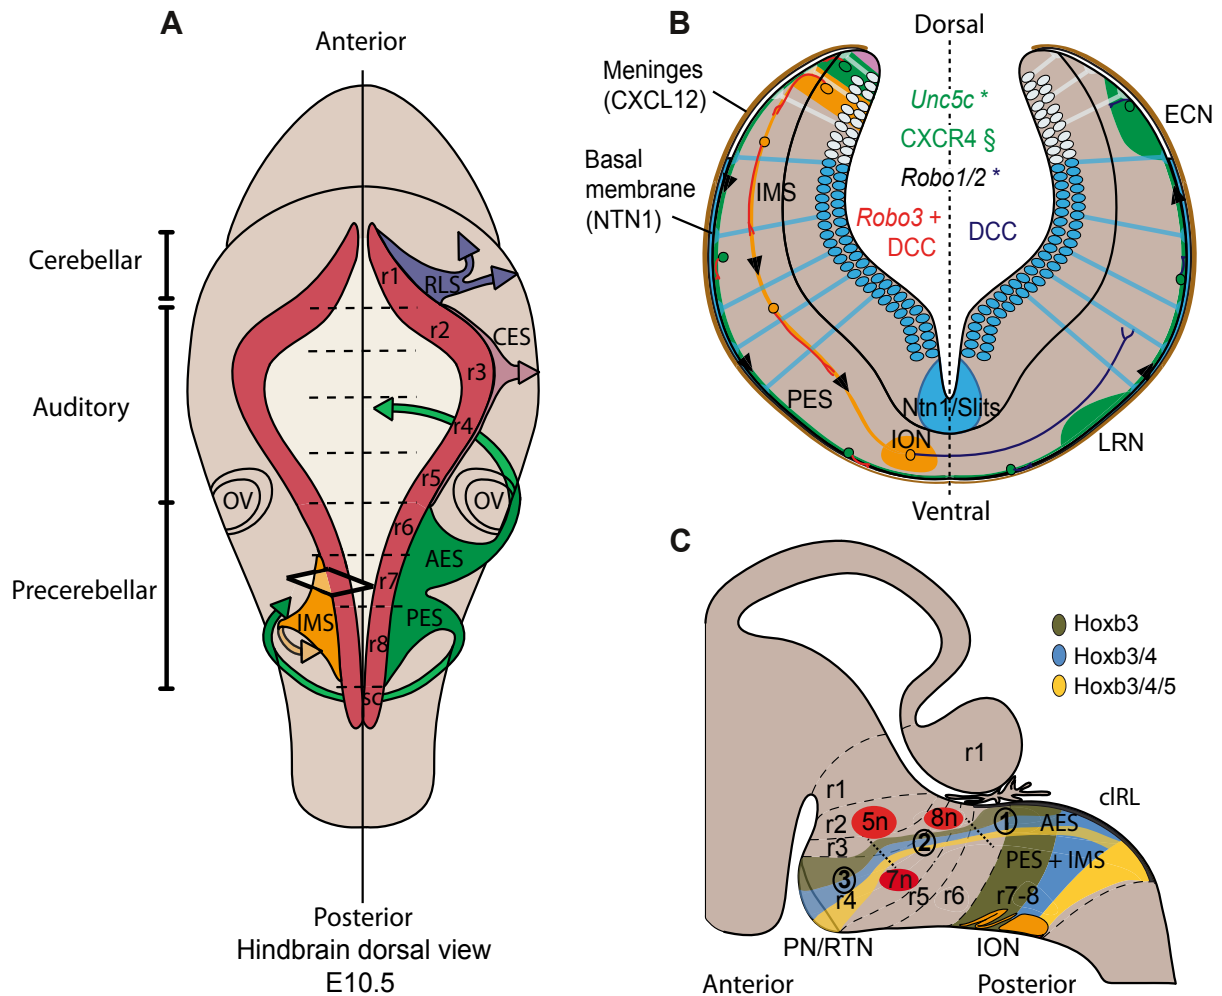 A
Anterior
Cerebellar
Auditory
Precerebellar
r1
RLS
r2
CES
r3
r4
r5
OV
OV
r6
AES
r7
IMS
PES
r8
sc
Posterior
Hindbrain dorsal view
E10.5
B
Dorsal
Meninges
(CXCL12)
Basal
membrane
(NTN1)
Unc5c *
CXCR4 §
Robo1/2 *
Robo3 +
DCC
DCC
ECN
IMS
PES
Ntn1/Slits
ION
LRN
Ventral
C
Hoxb3
Hoxb3/4
Hoxb3/4/5
r1
r1
r2
r3
r4
5n
8n
7n
1
2
3
clRL
AES
PES + IMS
r5
r6
r7-8
PN/RTN
ION
Anterior
Posterior